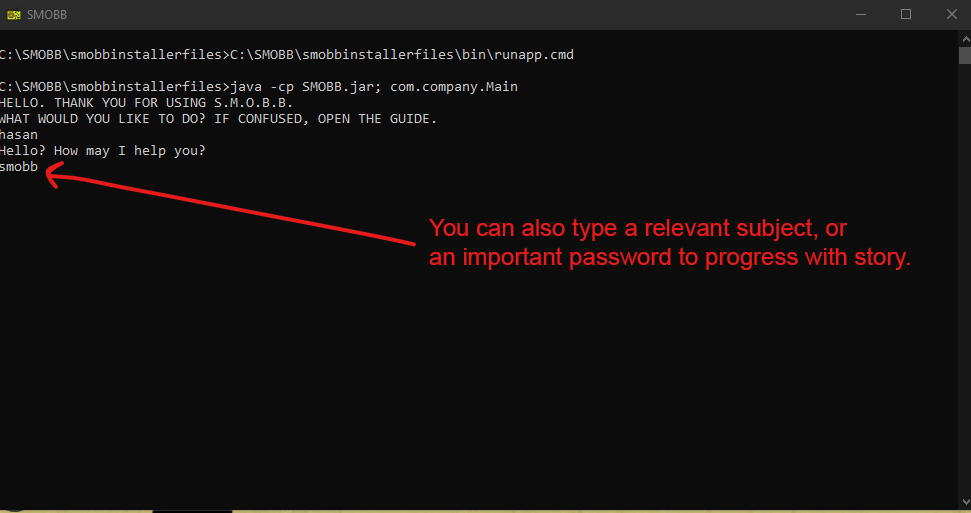 SMOBB
C:\SMOBB\smobbinstallerfiles>C:\SMOBB\smobbinstallerfiles\bin\runapp.cmd
C:\SMOBB\smobbinstallerfiles>java -cp SMOBB.jar; com.company.Main
HELLO. THANK YOU FOR USING S.M.O.B.B.
WHAT WOULD YOU LIKE TO DO? IF CONFUSED, OPEN THE GUIDE.
hasan
Hello? How may I help you?
smobb
You can also type a relevant subject, or
an important password to progress with story.